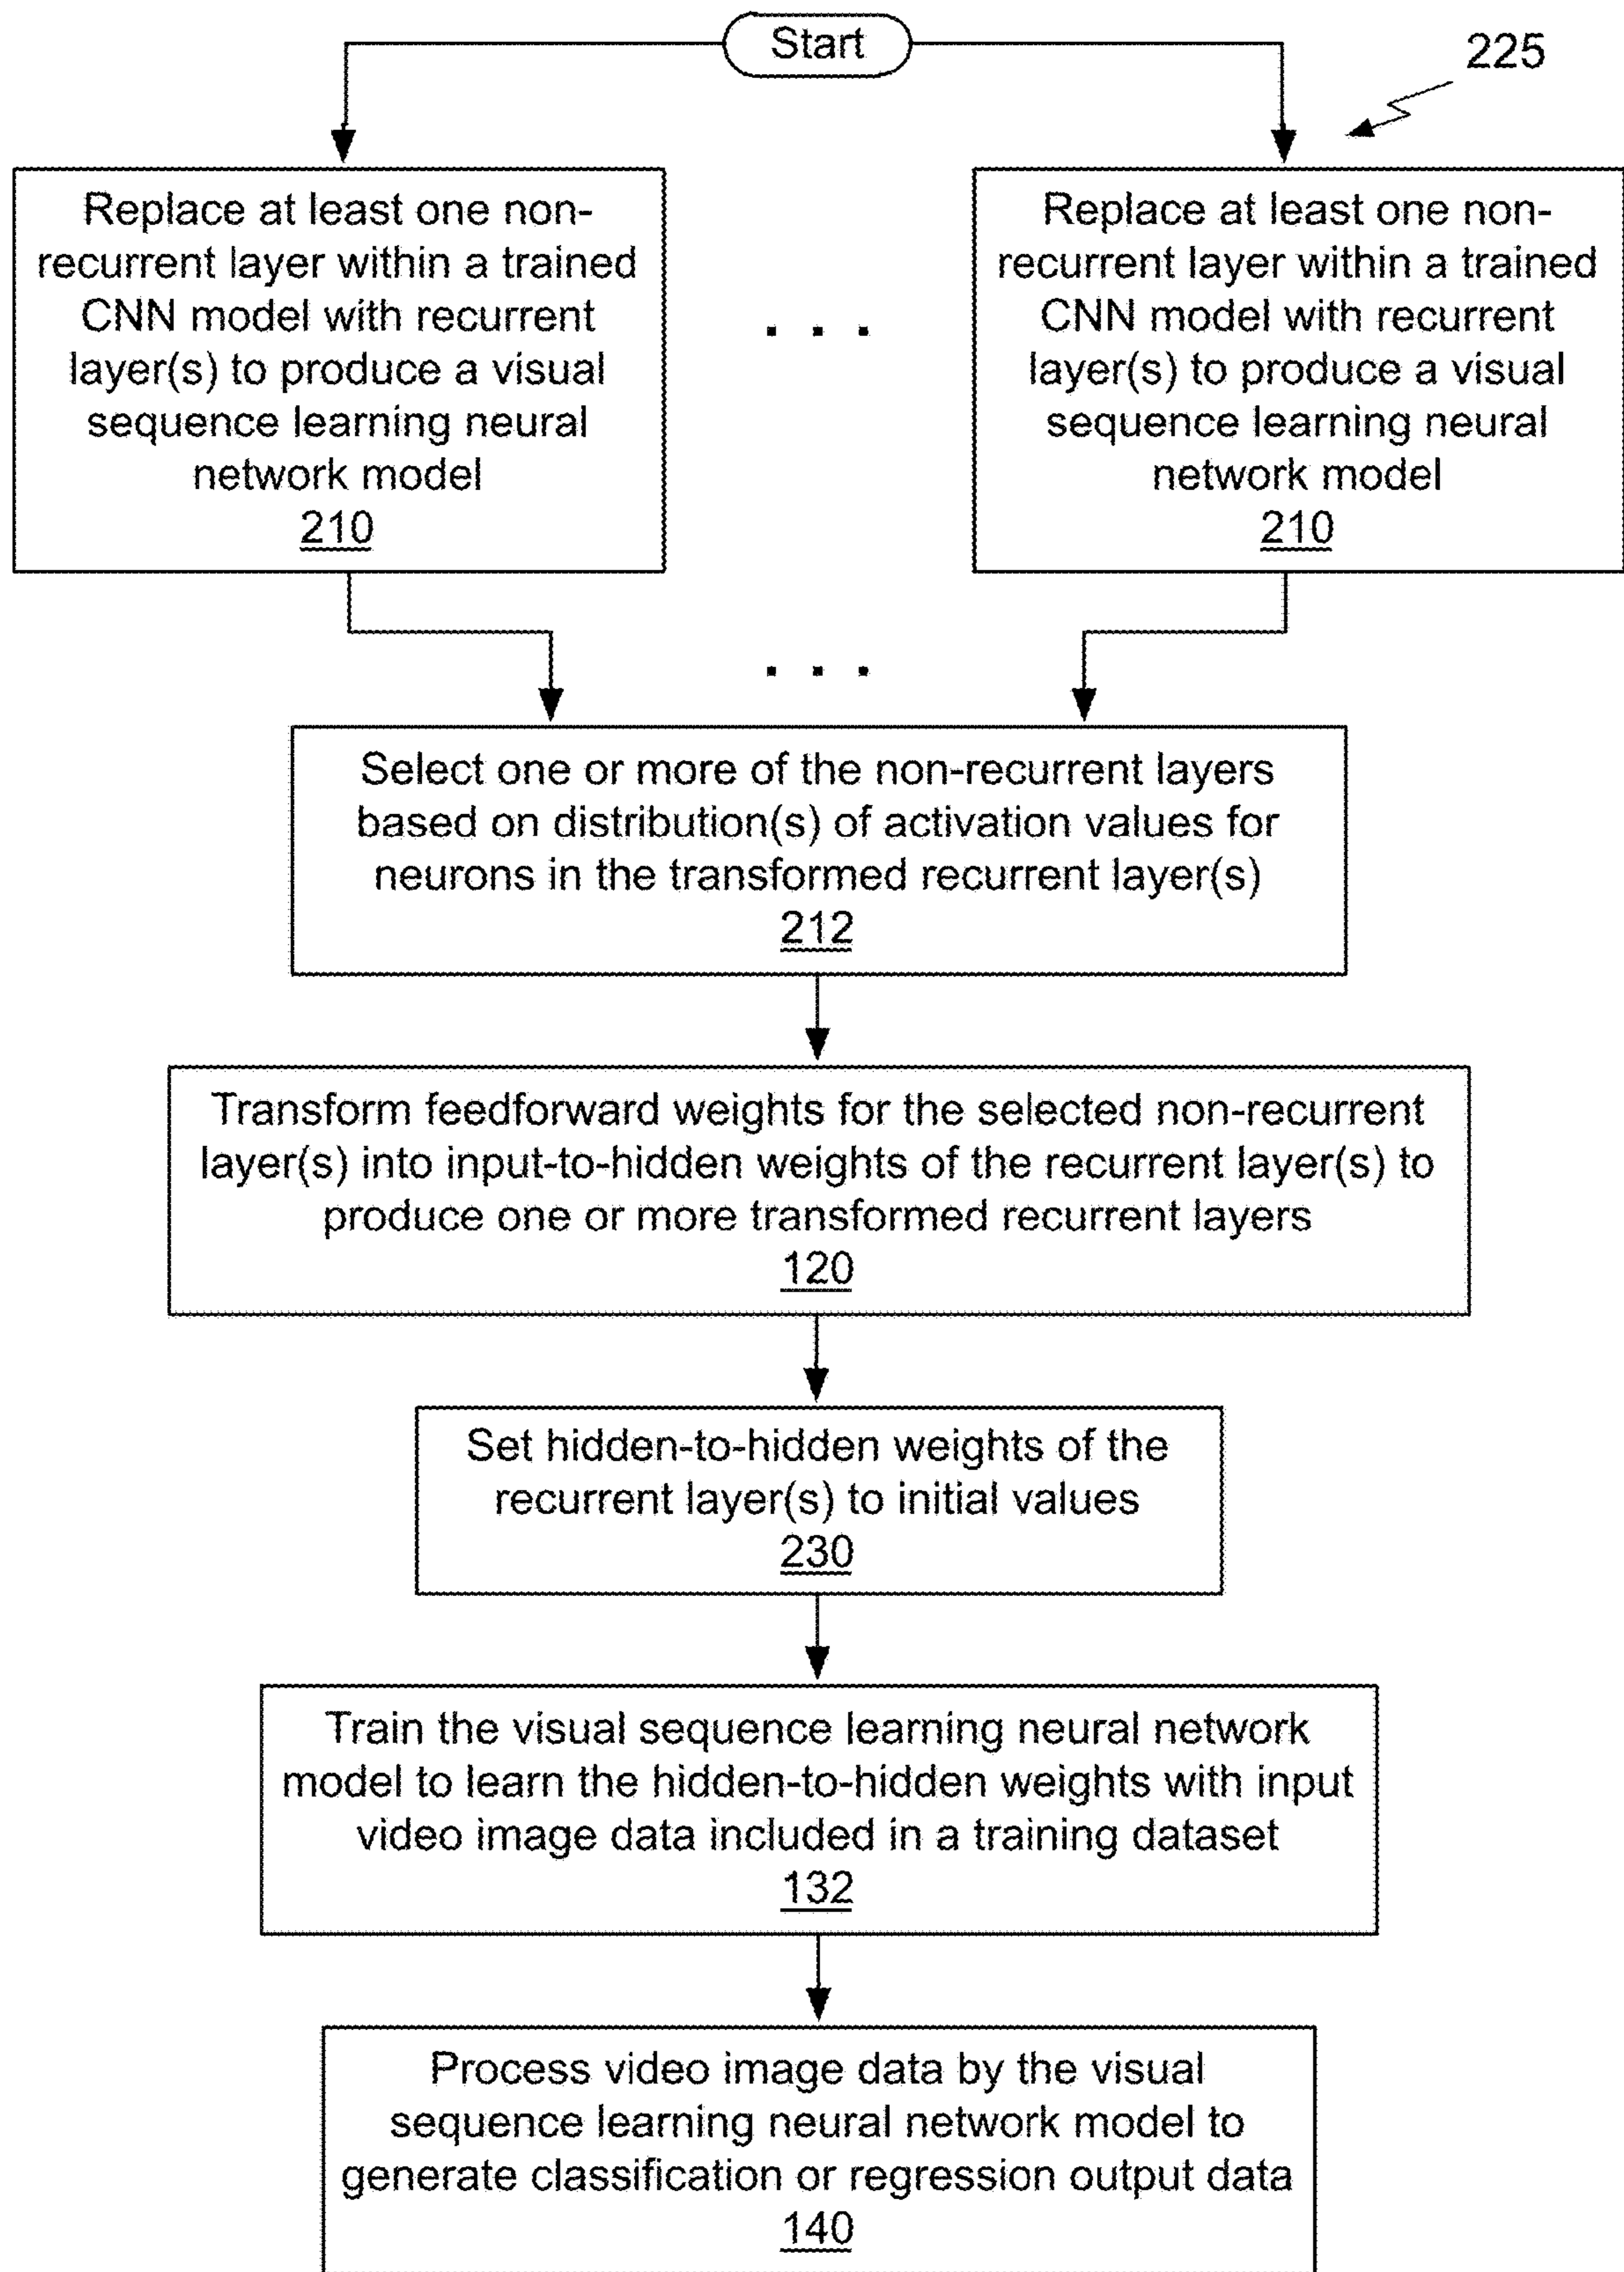 Start
225
Replace at least one non-
recurrent layer within a trained
CNN model with recurrent
layer(s) to produce a visual
sequence learning neural
network model
210
. . .
Replace at least one non-
recurrent layer within a trained
CNN model with recurrent
layer(s) to produce a visual
sequence learning neural
network model
210
. . .
Select one or more of the non-recurrent layers
based on distribution(s) of activation values for
neurons in the transformed recurrent layer(s)
212
Transform feedforward weights for the selected non-recurrent
layer(s) into input-to-hidden weights of the recurrent layer(s) to
produce one or more transformed recurrent layers
120
Set hidden-to-hidden weights of the
recurrent layer(s) to initial values
230
Train the visual sequence learning neural network
model to learn the hidden-to-hidden weights with input
video image data included in a training dataset
132
Process video image data by the visual
sequence learning neural network model to
generate classification or regression output data
140